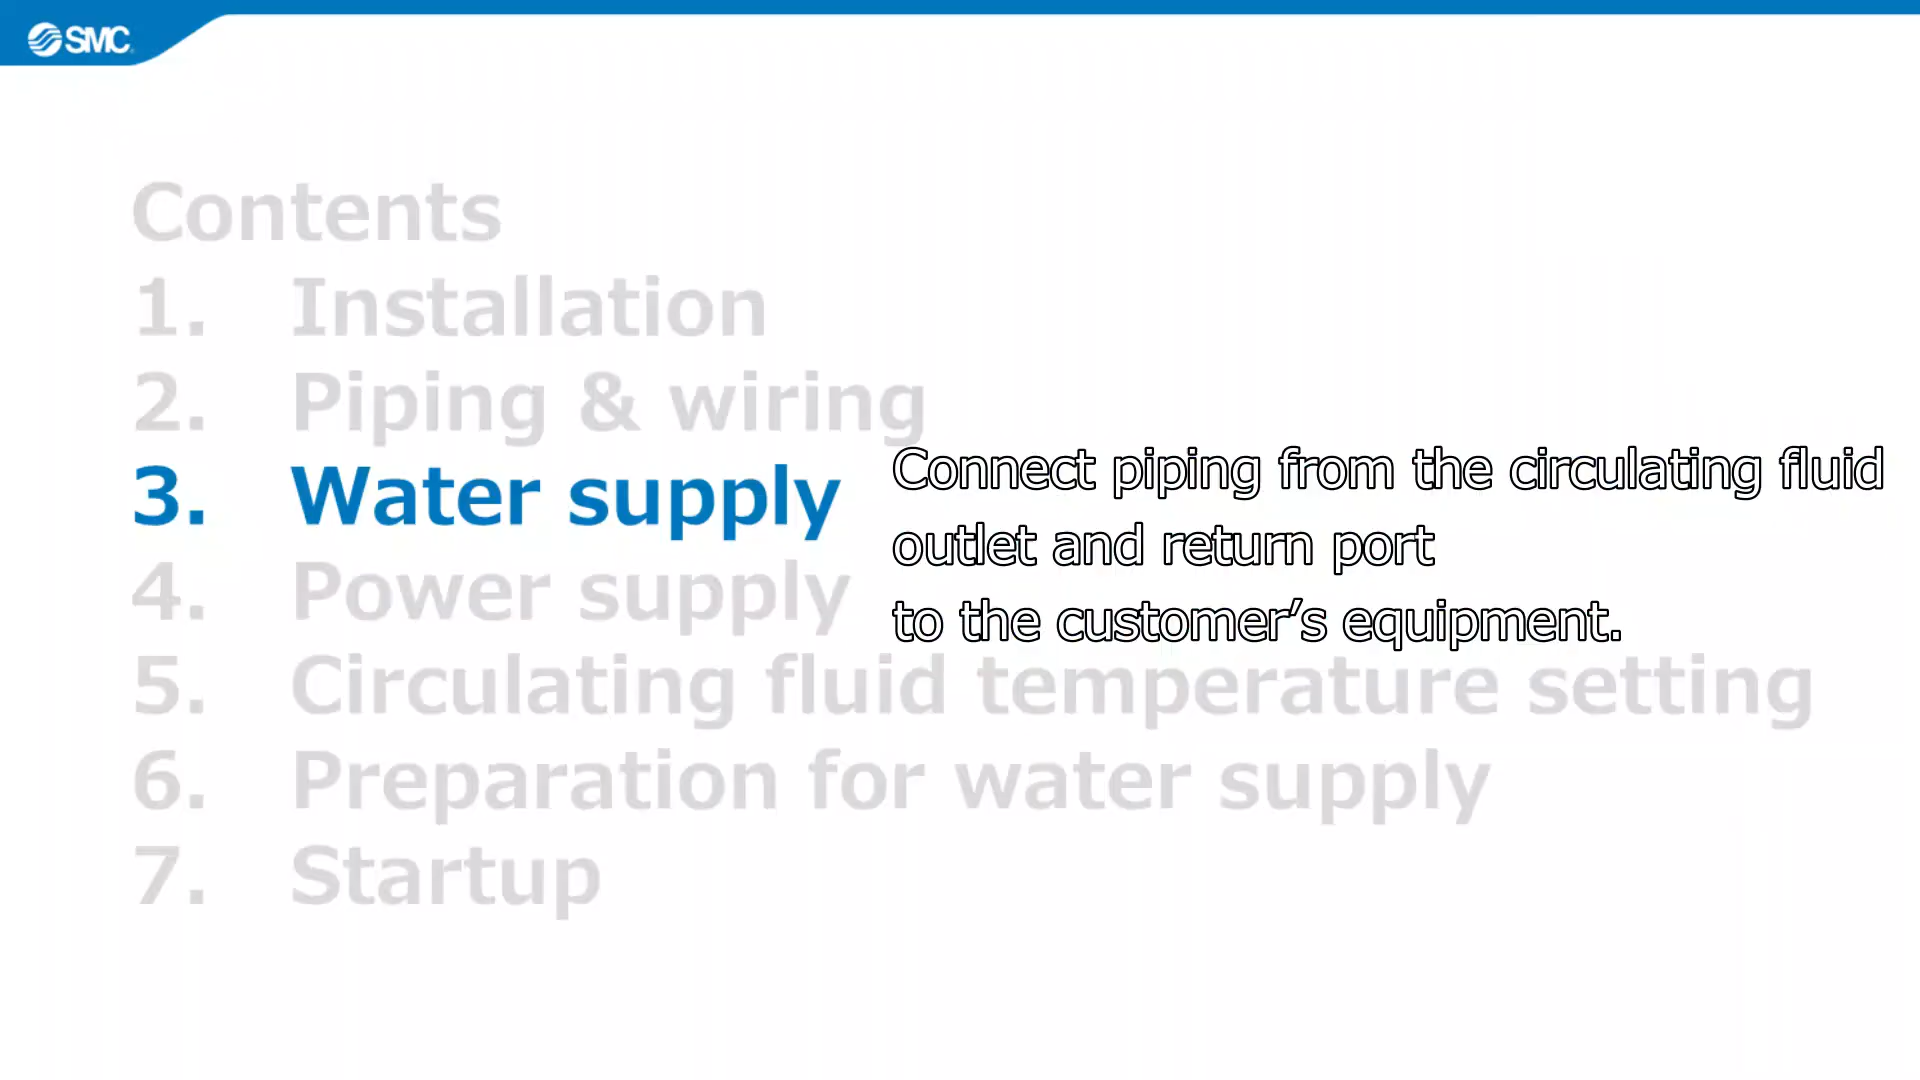 SMC
Contents
1. Installation
2. Piping & wiring
3. Water supply
Connect piping from the circulating fluid
outlet and return port
to the customer’s equipment.
4. Power supply
5. Circulating fluid temperature setting
6. Preparation for water supply
7. Startup